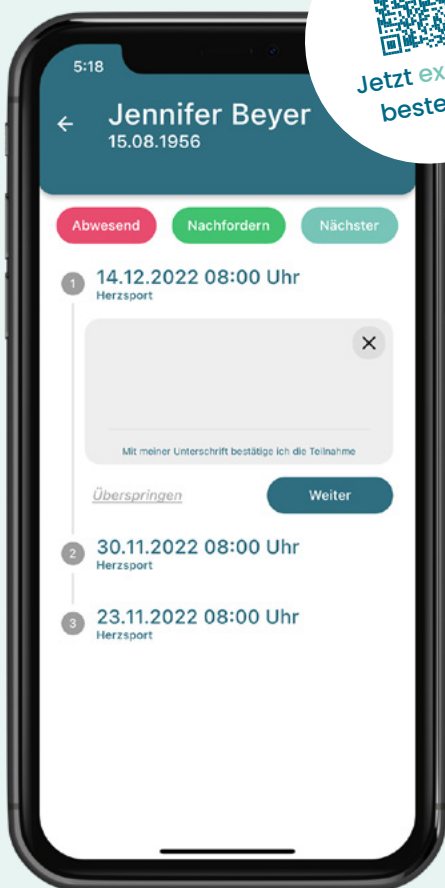 5:18
Jetzt
Jennifer Beyer
15.08.1956
Abwesend Nachfordern Nächster
1 14.12.2022 08:00 Uhr
Herzsport
Mit meiner Unterschrift bestätige ich die Teilnahme
Überspringen Weiter
2 30.11.2022 08:00 Uhr
Herzsport
3 23.11.2022 08:00 Uhr
Herzsport